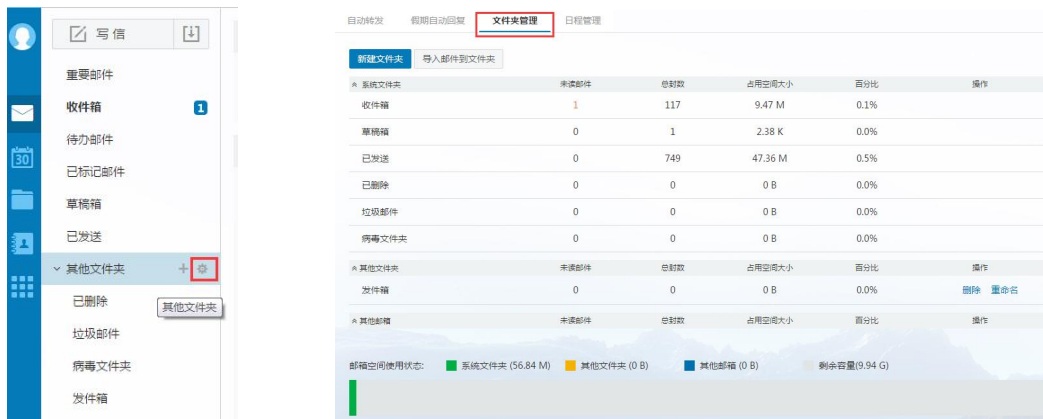 写信
重要邮件
收件箱 1
待办邮件
30
已标记邮件
草稿箱
已发送
其他文件夹
已删除
其他文件夹
垃圾邮件
病毒文件夹
发件箱
自动转发 假期自动回复 文件夹管理 日程管理
新建文件夹 导入邮件到文件夹
系统文件夹 未读邮件 总封数 占用空间大小 百分比 操作
收件箱 1 117 9.47 M 0.1%
草稿箱 0 1 2.38 K 0.0%
已发送 0 749 47.36 M 0.5%
已删除 0 0 0 B 0.0%
垃圾邮件 0 0 0 B 0.0%
病毒文件夹 0 0 0 B 0.0%
其他文件夹 未读邮件 总封数 占用空间大小 百分比 操作
发件箱 0 0 0 B 0.0% 删除 重命名
其他邮箱 未读邮件 总封数 占用空间大小 百分比 操作
邮箱空间使用状态: 系统文件夹 (56.84 M) 其他文件夹 (0 B) 其他邮箱 (0 B) 剩余容量(9.94 G)